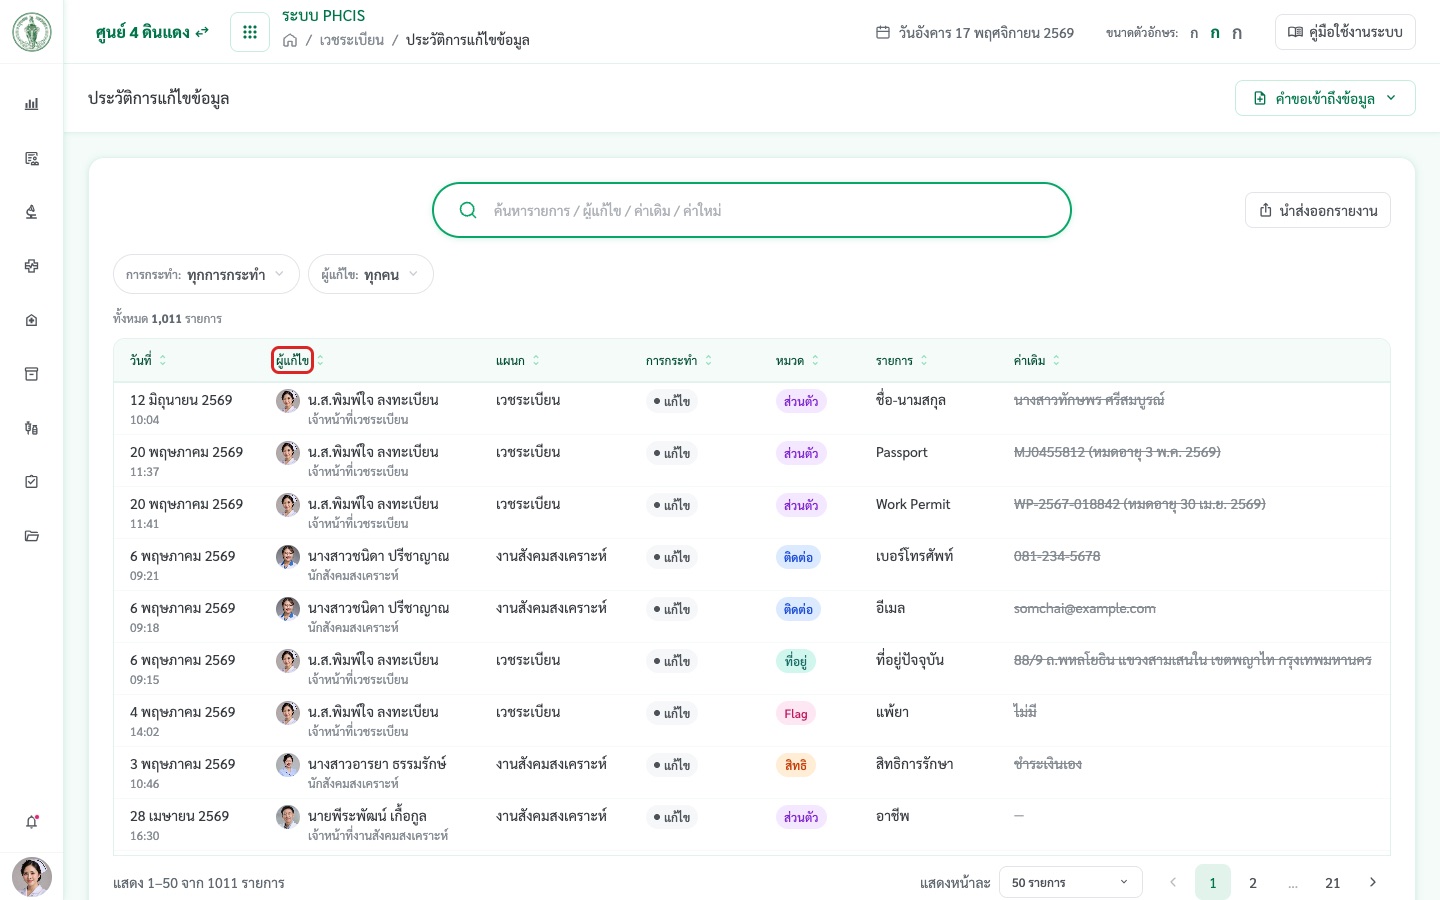 ศูนย์ 4 ดินแดง
ระบบ PHCIS
/ เวชระเบียน / ประวัติการแก้ไขข้อมูล
วันอังคาร 17 พฤศจิกายน 2569
ขนาดตัวอักษร: ก ก ก
คู่มือใช้งานระบบ
ประวัติการแก้ไขข้อมูล
คำขอเข้าถึงข้อมูล
ค้นหารายการ / ผู้แก้ไข / ค่าเดิม / ค่าใหม่
นำส่งออกรายงาน
การกระทำ: ทุกการกระทำ
ผู้แก้ไข: ทุกคน
ทั้งหมด 1,011 รายการ
วันที่ ผู้แก้ไข แผนก การกระทำ หมวด รายการ ค่าเดิม
12 มิถุนายน 2569 น.ส.พิมพ์ใจ ลงทะเบียน เวชระเบียน แก้ไข ส่วนตัว ชื่อ-นามสกุล นางสาวทักษพร ศรีสมบูรณ์
10:04 เจ้าหน้าที่เวชระเบียน
20 พฤษภาคม 2569 น.ส.พิมพ์ใจ ลงทะเบียน เวชระเบียน แก้ไข ส่วนตัว Passport MJ0455812 (หมดอายุ 3 พ.ค. 2569)
11:37 เจ้าหน้าที่เวชระเบียน
20 พฤษภาคม 2569 น.ส.พิมพ์ใจ ลงทะเบียน เวชระเบียน แก้ไข ส่วนตัว Work Permit WP-2567-018842 (หมดอายุ 30 เม.ย. 2569)
11:41 เจ้าหน้าที่เวชระเบียน
6 พฤษภาคม 2569 นางสาวชนิดา ปรีชาญาณ งานสังคมสงเคราะห์ แก้ไข ติดต่อ เบอร์โทรศัพท์ 081-234-5678
09:21 นักสังคมสงเคราะห์
6 พฤษภาคม 2569 นางสาวชนิดา ปรีชาญาณ งานสังคมสงเคราะห์ แก้ไข ติดต่อ อีเมล somchai@example.com
09:18 นักสังคมสงเคราะห์
6 พฤษภาคม 2569 น.ส.พิมพ์ใจ ลงทะเบียน เวชระเบียน แก้ไข ที่อยู่ ที่อยู่ปัจจุบัน 88/9 ถ.พหลโยธิน แขวงสามเสนใน เขตพญาไท กรุงเทพมหานคร
09:15 เจ้าหน้าที่เวชระเบียน
4 พฤษภาคม 2569 น.ส.พิมพ์ใจ ลงทะเบียน เวชระเบียน แก้ไข Flag แพ้ยา ไม่มี
14:02 เจ้าหน้าที่เวชระเบียน
3 พฤษภาคม 2569 นางสาวอารยา ธรรมรักษ์ งานสังคมสงเคราะห์ แก้ไข สิทธิ สิทธิการรักษา ชำระเงินเอง
10:46 นักสังคมสงเคราะห์
28 เมษายน 2569 นายพีระพัฒน์ เกื้อกูล งานสังคมสงเคราะห์ แก้ไข ส่วนตัว อาชีพ —
16:30 เจ้าหน้าที่งานสังคมสงเคราะห์
แสดง 1–50 จาก 1011 รายการ แสดงหน้าละ 50 รายการ 1 2 ... 21